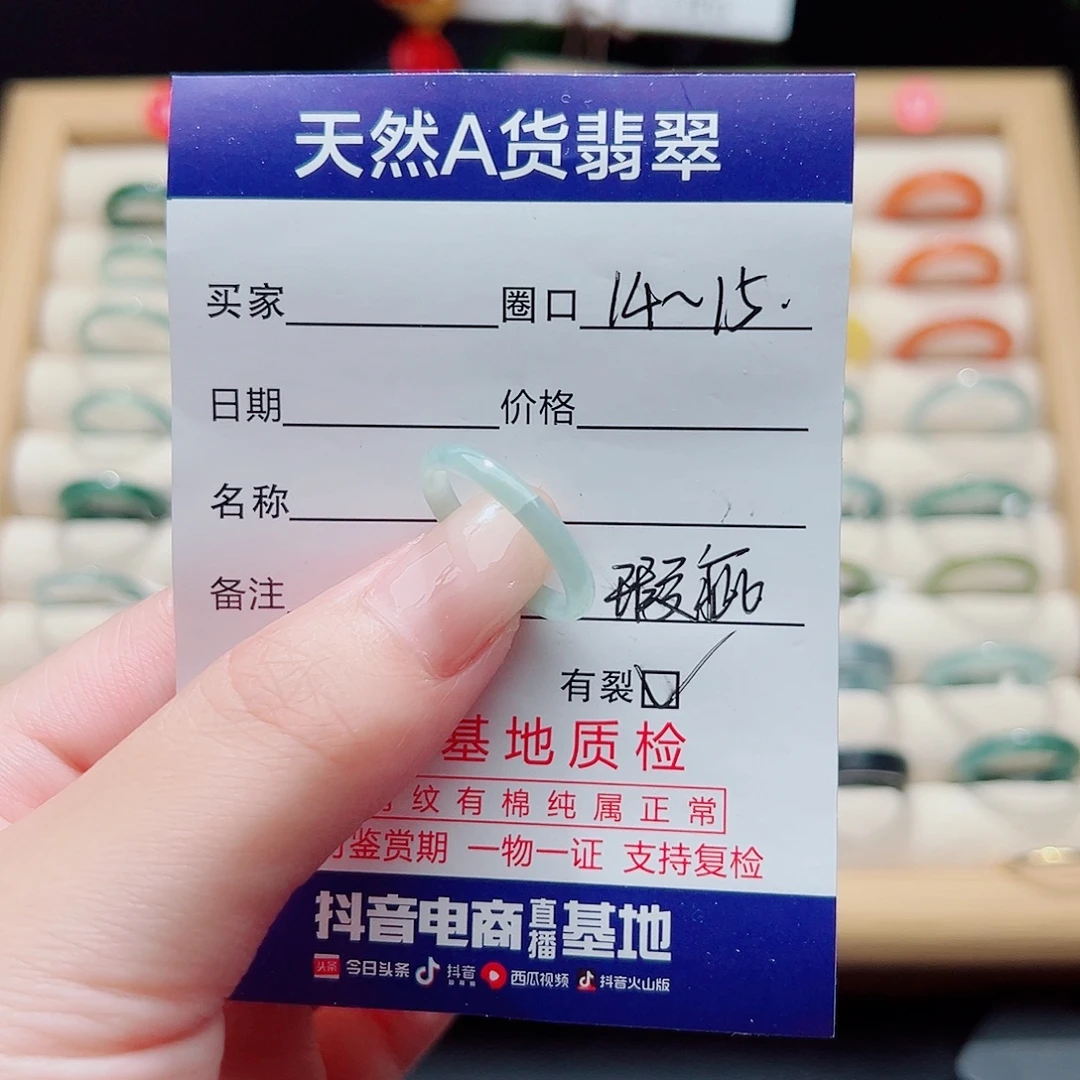 天然A货翡翠
买家 圈口 14~15.
日期 价格
名称
备注 瑕疵
有裂 ☑
基地质检
纹有棉纯属正常
鉴赏期 一物一证 支持复检
抖音电商直播基地
头条 今日头条 抖音 西瓜视频 抖音火山版